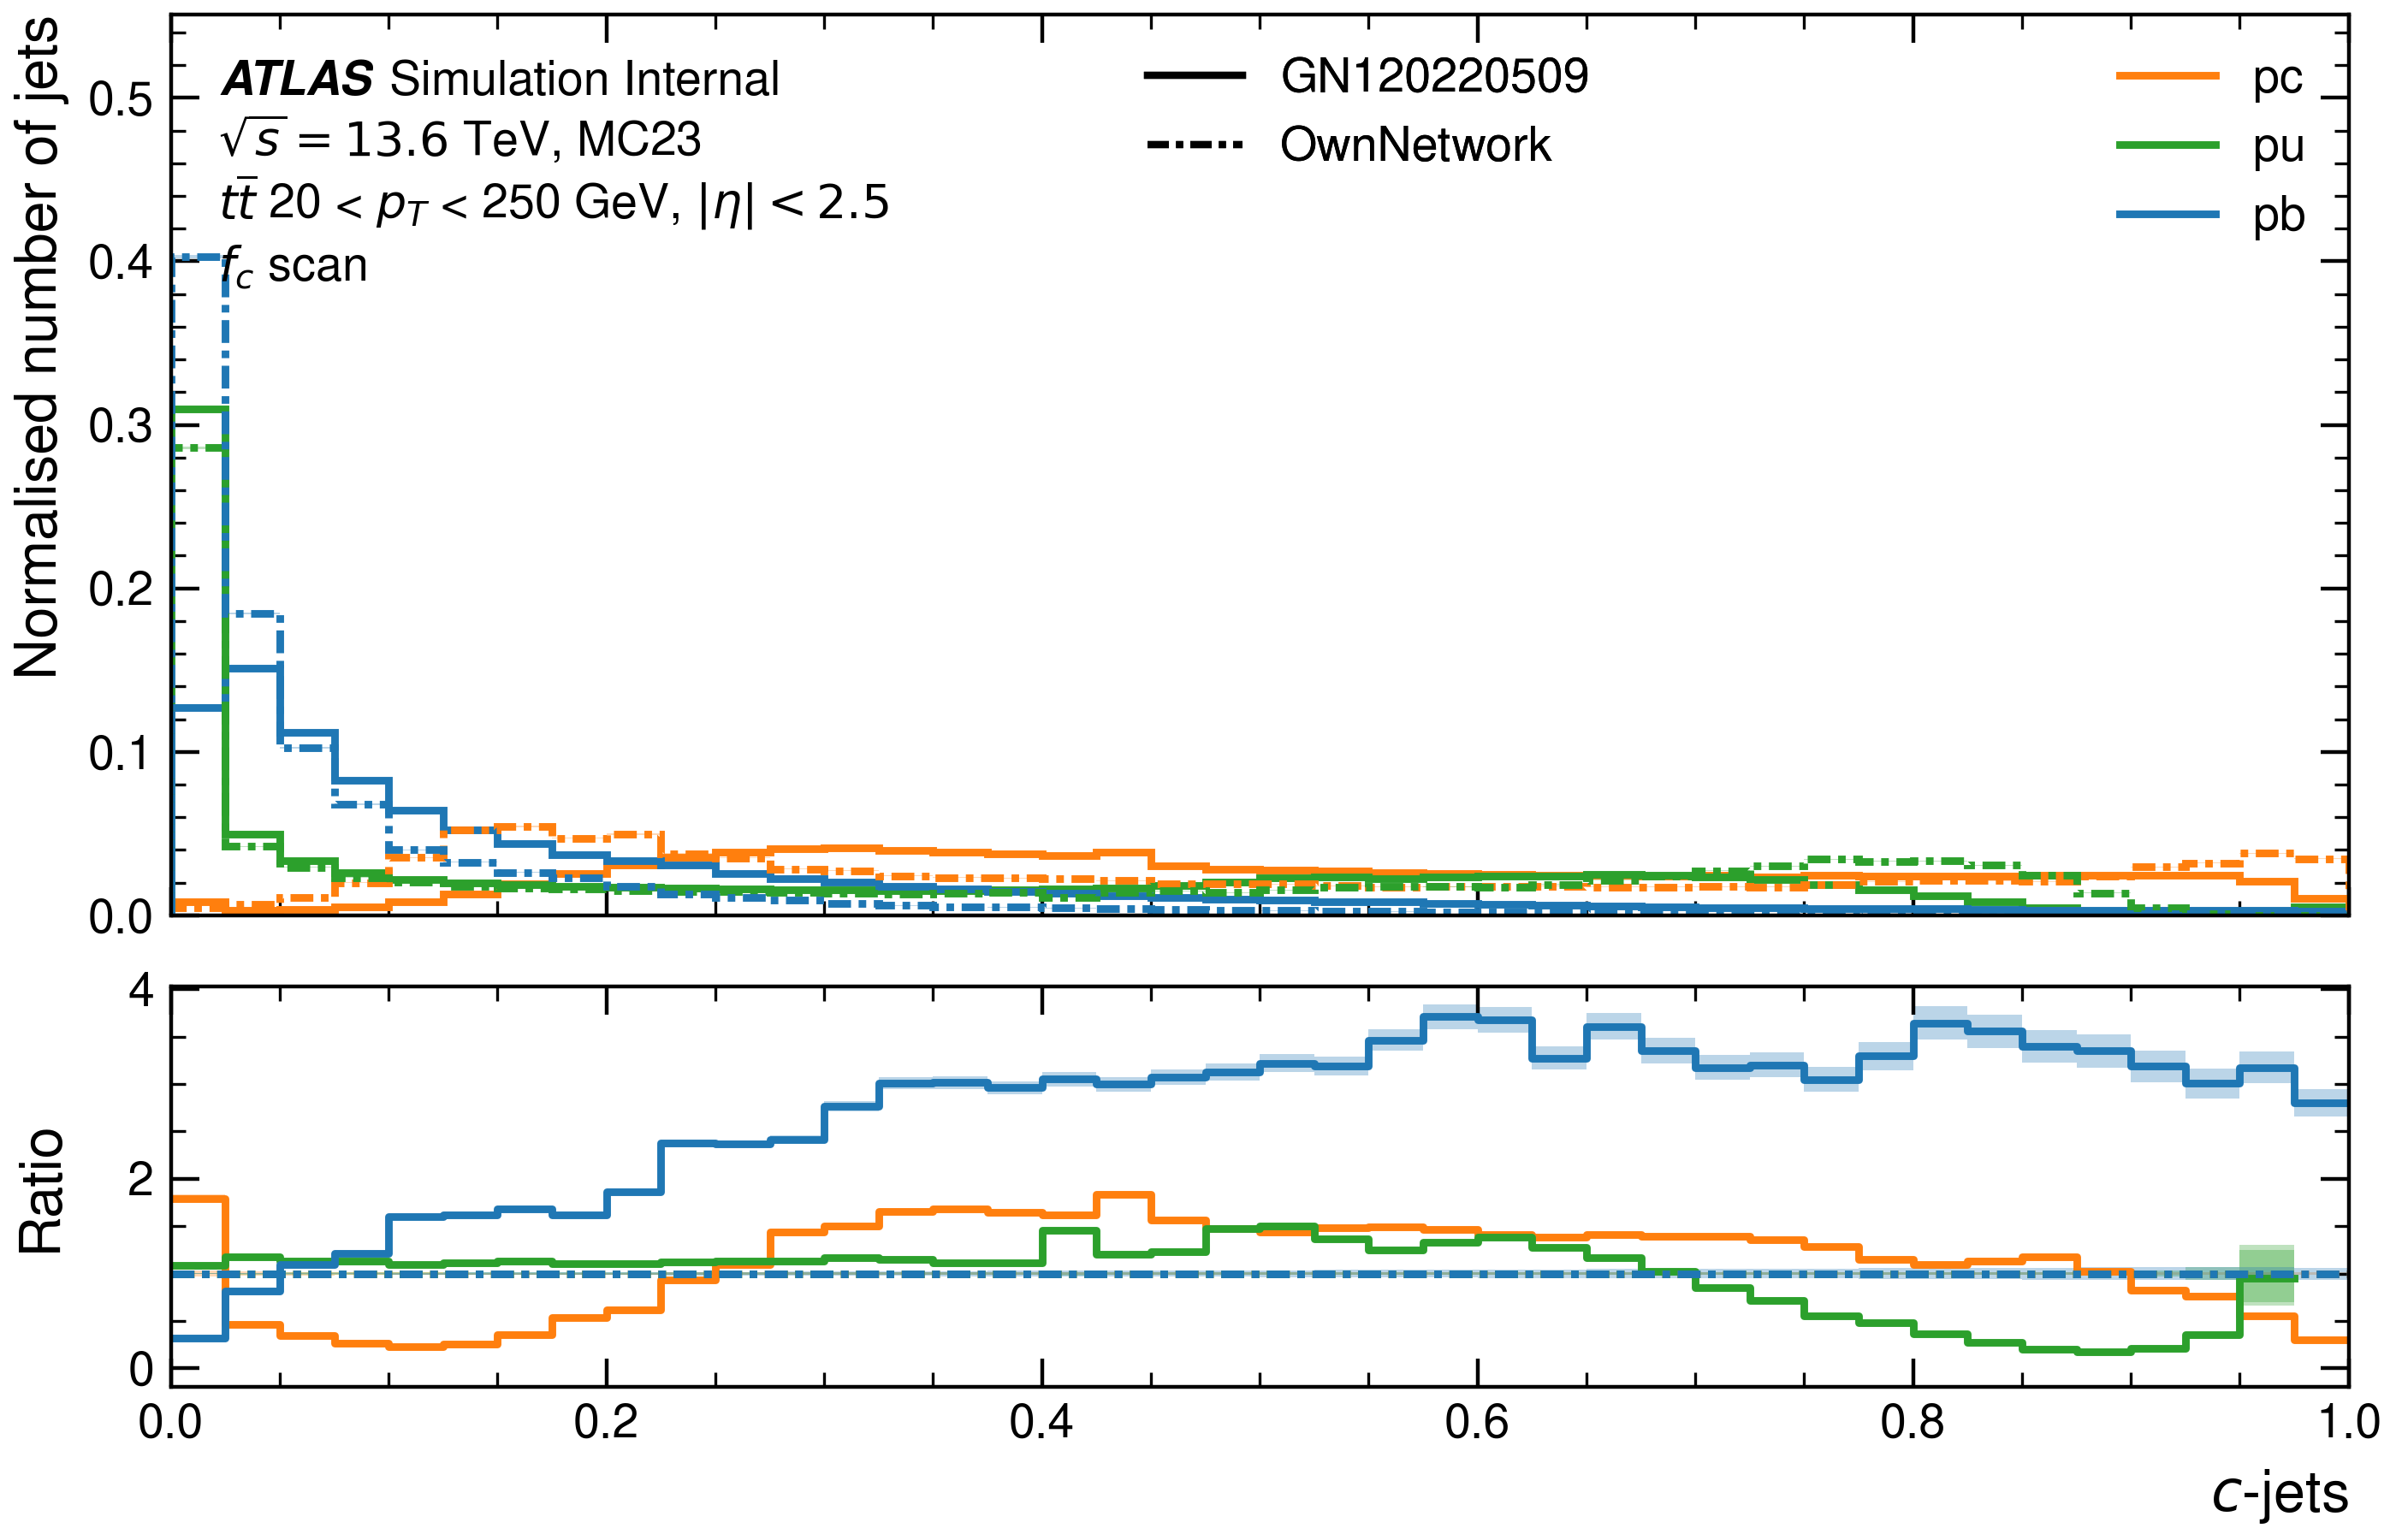 Normalised number of jets
0.5
0.4
0.3
0.2
0.1
0.0
ATLAS Simulation Internal
√s = 13.6 TeV, MC23
tt̄ 20 < p_T < 250 GeV, |η| < 2.5
f_c scan
GN120220509
OwnNetwork
pc
pu
pb
Ratio
4
2
0
0.0 0.2 0.4 0.6 0.8 1.0
c-jets